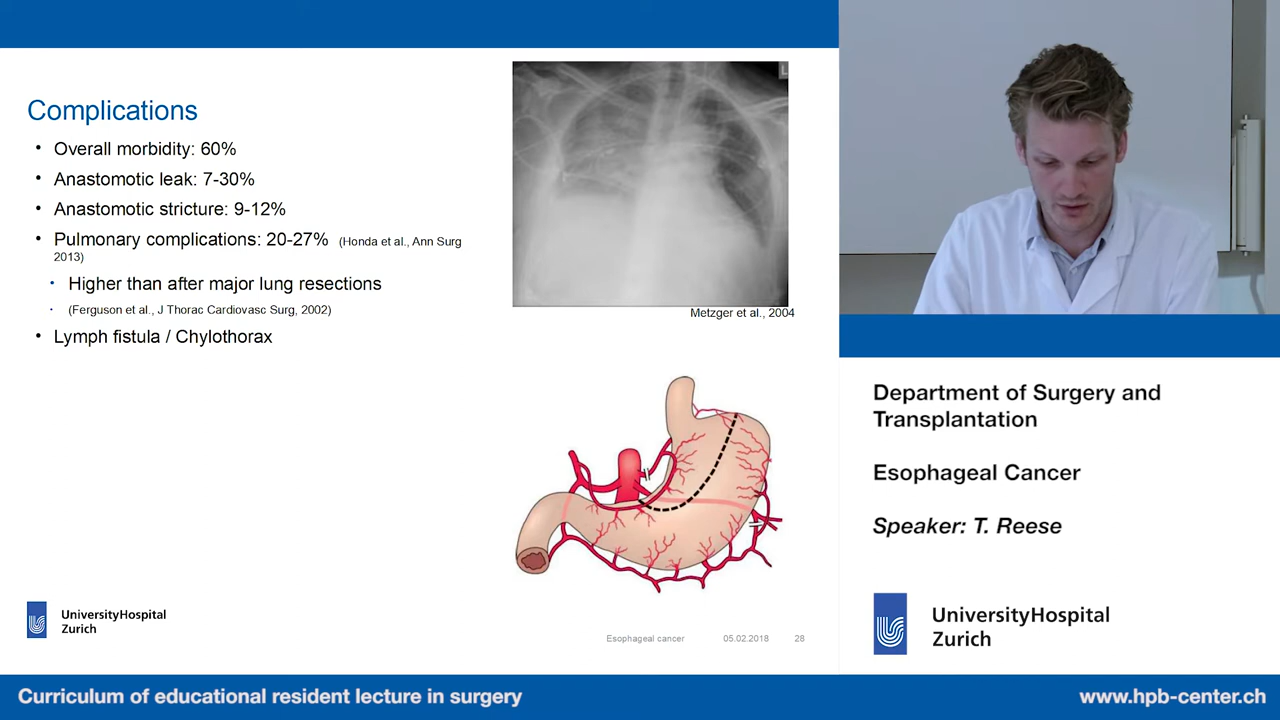 Complications
• Overall morbidity: 60%
• Anastomotic leak: 7-30%
• Anastomotic stricture: 9-12%
• Pulmonary complications: 20-27% (Honda et al., Ann Surg
2013)
• Higher than after major lung resections
• (Ferguson et al., J Thorac Cardiovasc Surg, 2002)
• Lymph fistula / Chylothorax
L
Metzger et al., 2004
UniversityHospital
Zurich
Esophageal cancer 05.02.2018 28
Department of Surgery and
Transplantation
Esophageal Cancer
Speaker: T. Reese
UniversityHospital
Zurich
Curriculum of educational resident lecture in surgery
www.hpb-center.ch